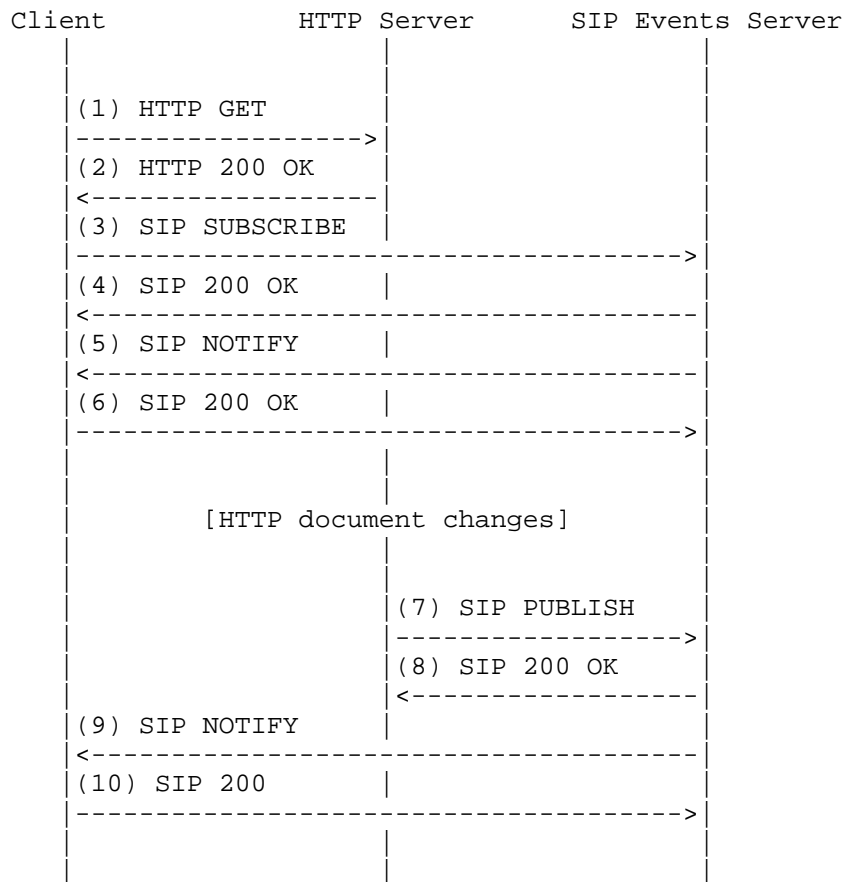 Client HTTP Server SIP Events Server
(1) HTTP GET
(2) HTTP 200 OK
(3) SIP SUBSCRIBE
(4) SIP 200 OK
(5) SIP NOTIFY
(6) SIP 200 OK
[HTTP document changes]
(7) SIP PUBLISH
(8) SIP 200 OK
(9) SIP NOTIFY
(10) SIP 200